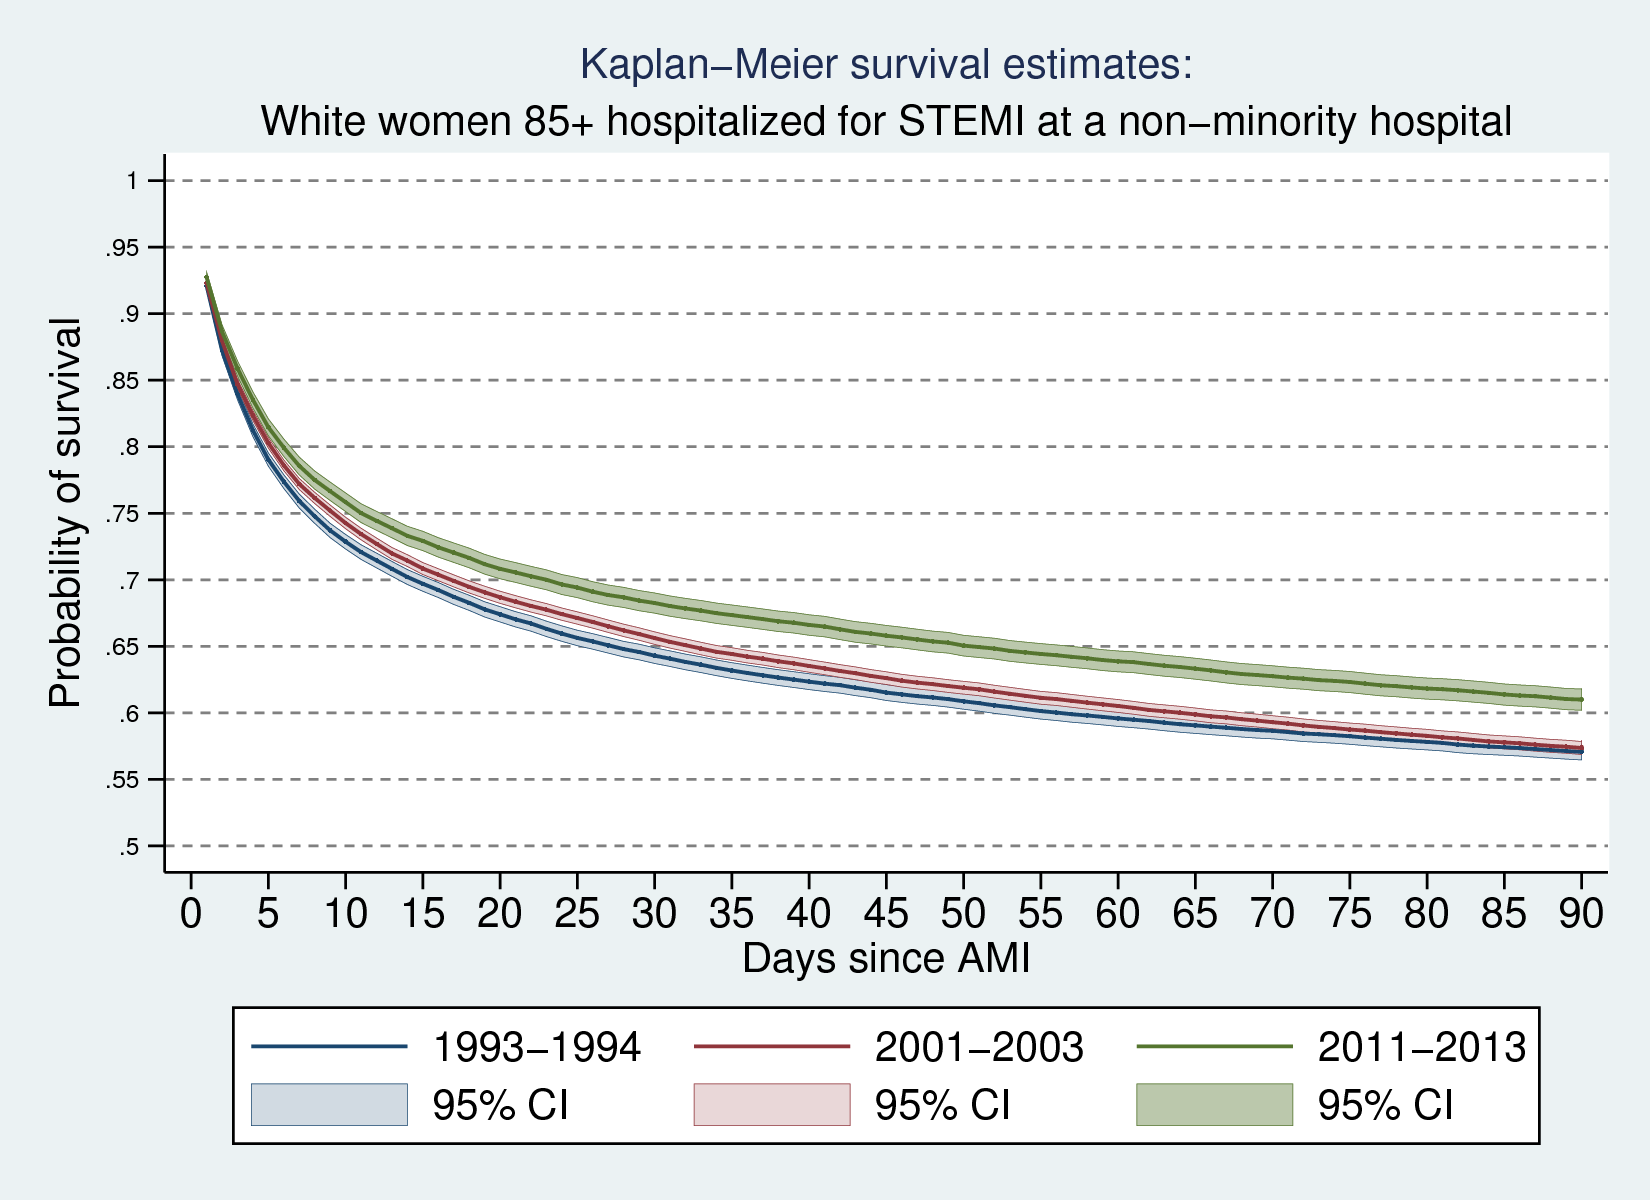 Kaplan–Meier survival estimates:
White women 85+ hospitalized for STEMI at a non–minority hospital
Probability of survival
1
.95
.9
.85
.8
.75
.7
.65
.6
.55
.5
0 5 10 15 20 25 30 35 40 45 50 55 60 65 70 75 80 85 90
Days since AMI
1993–1994 2001–2003 2011–2013
95% CI 95% CI 95% CI